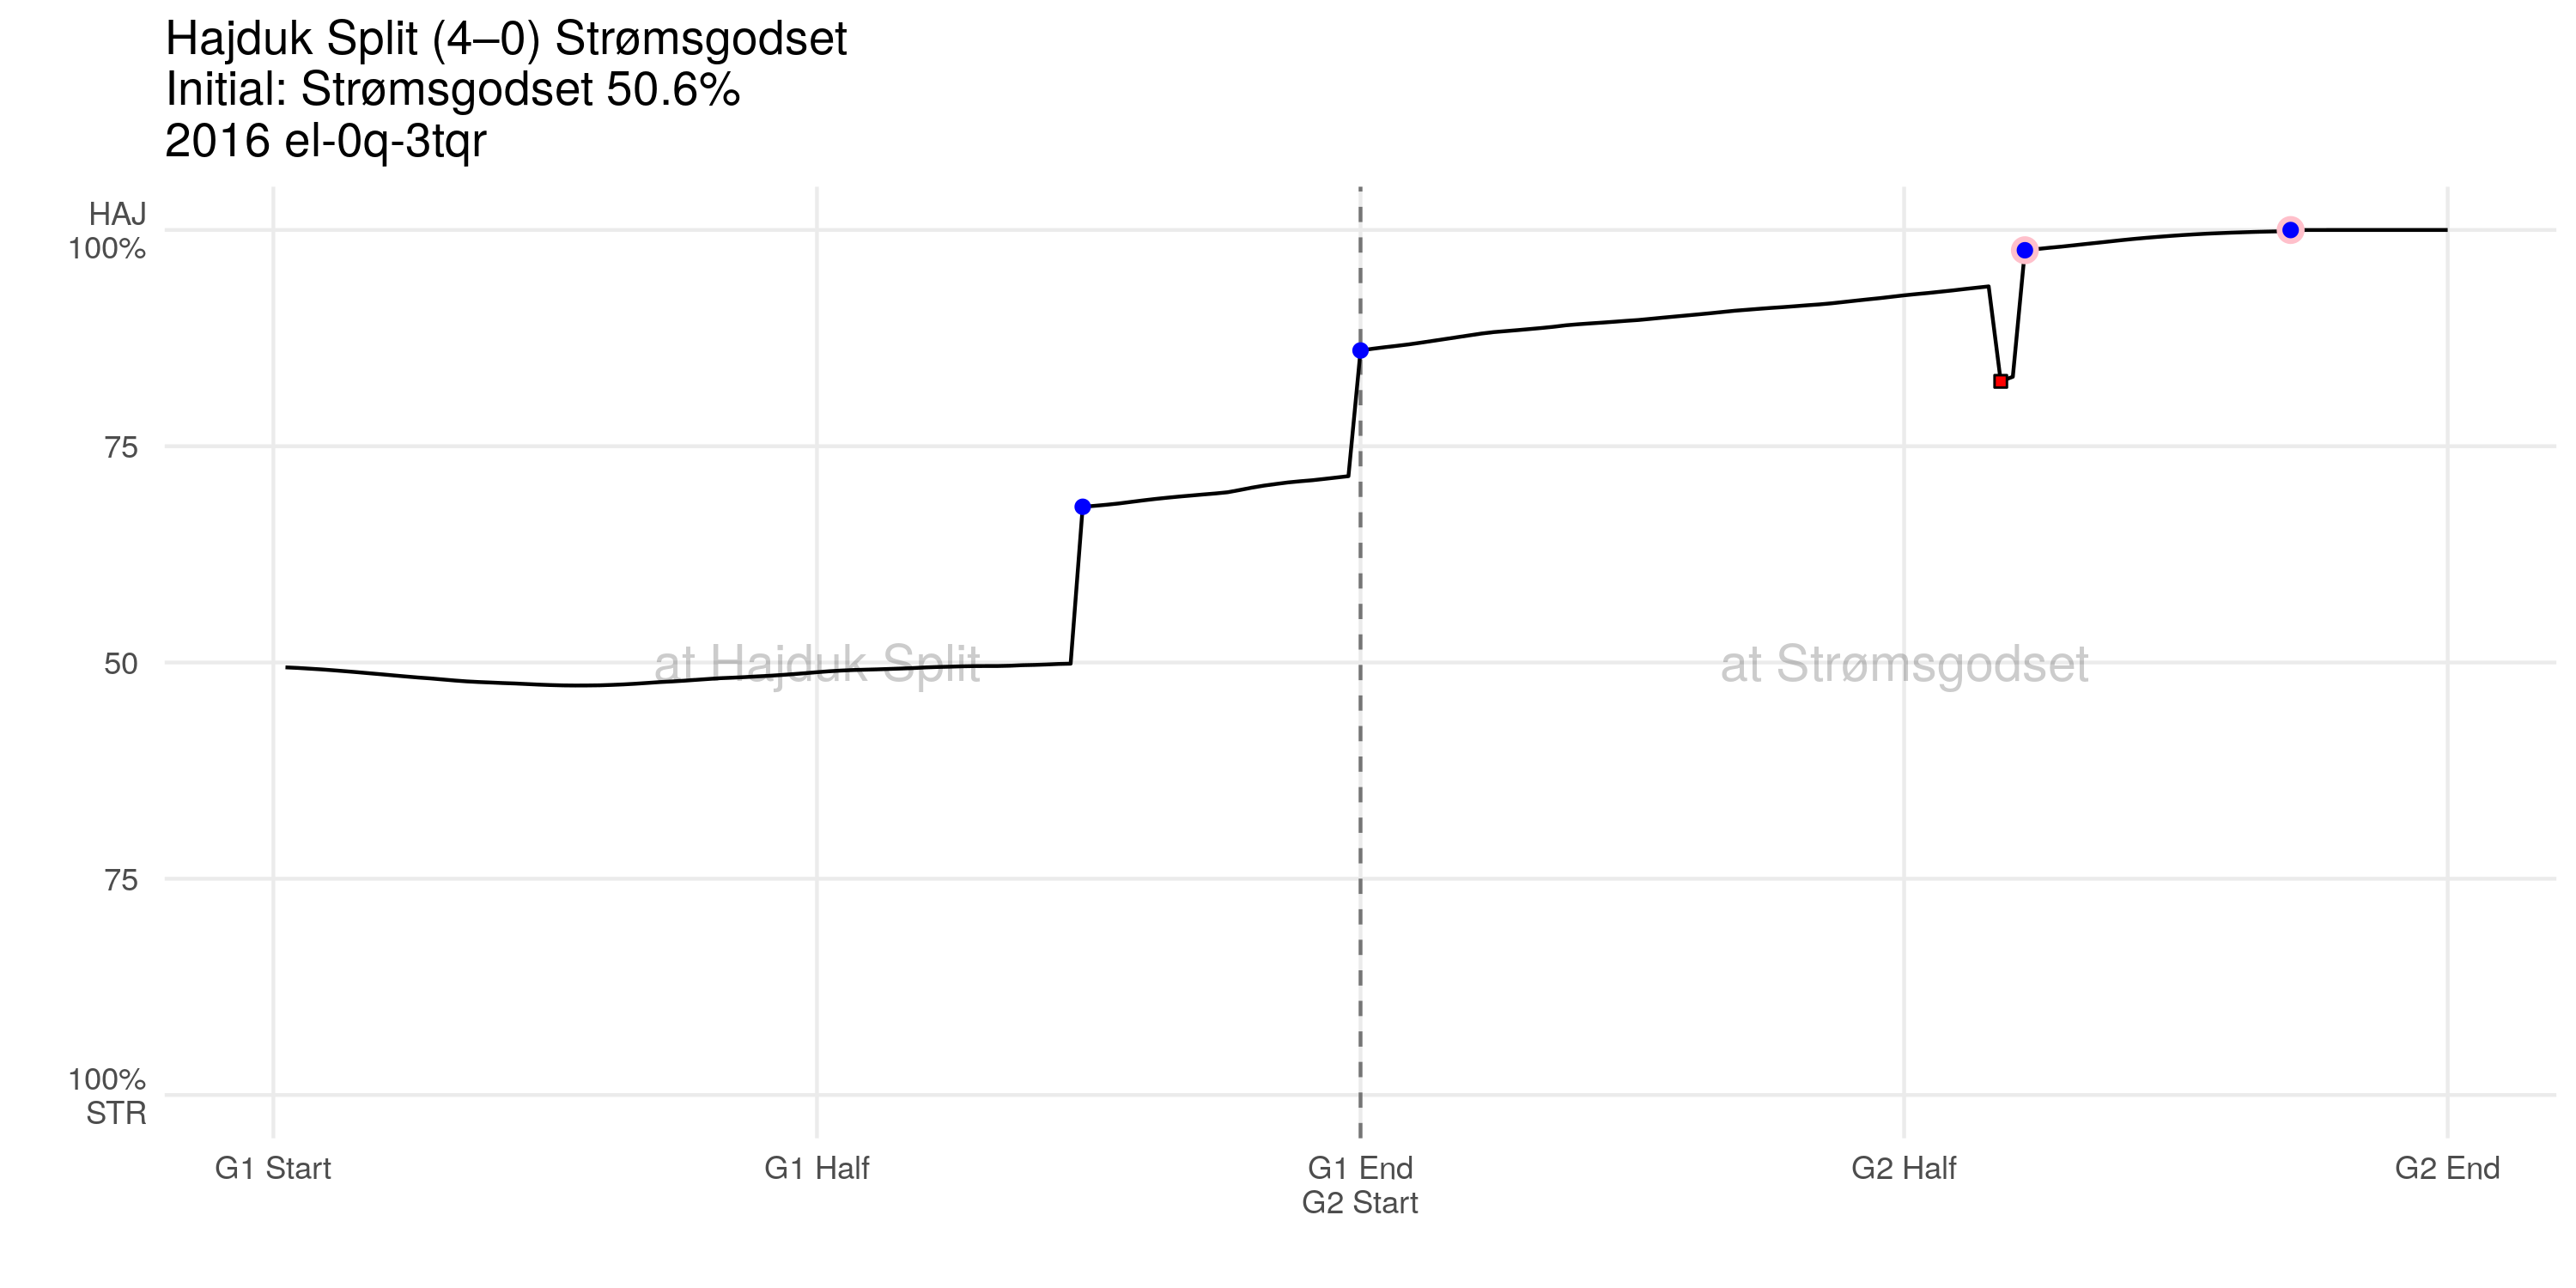 Hajduk Split (4–0) Strømsgodset
Initial: Strømsgodset 50.6%
2016 el-0q-3tqr
HAJ
100%
75
50
75
100%
STR
at Hajduk Split
at Strømsgodset
G1 Start
G1 Half
G1 End
G2 Start
G2 Half
G2 End